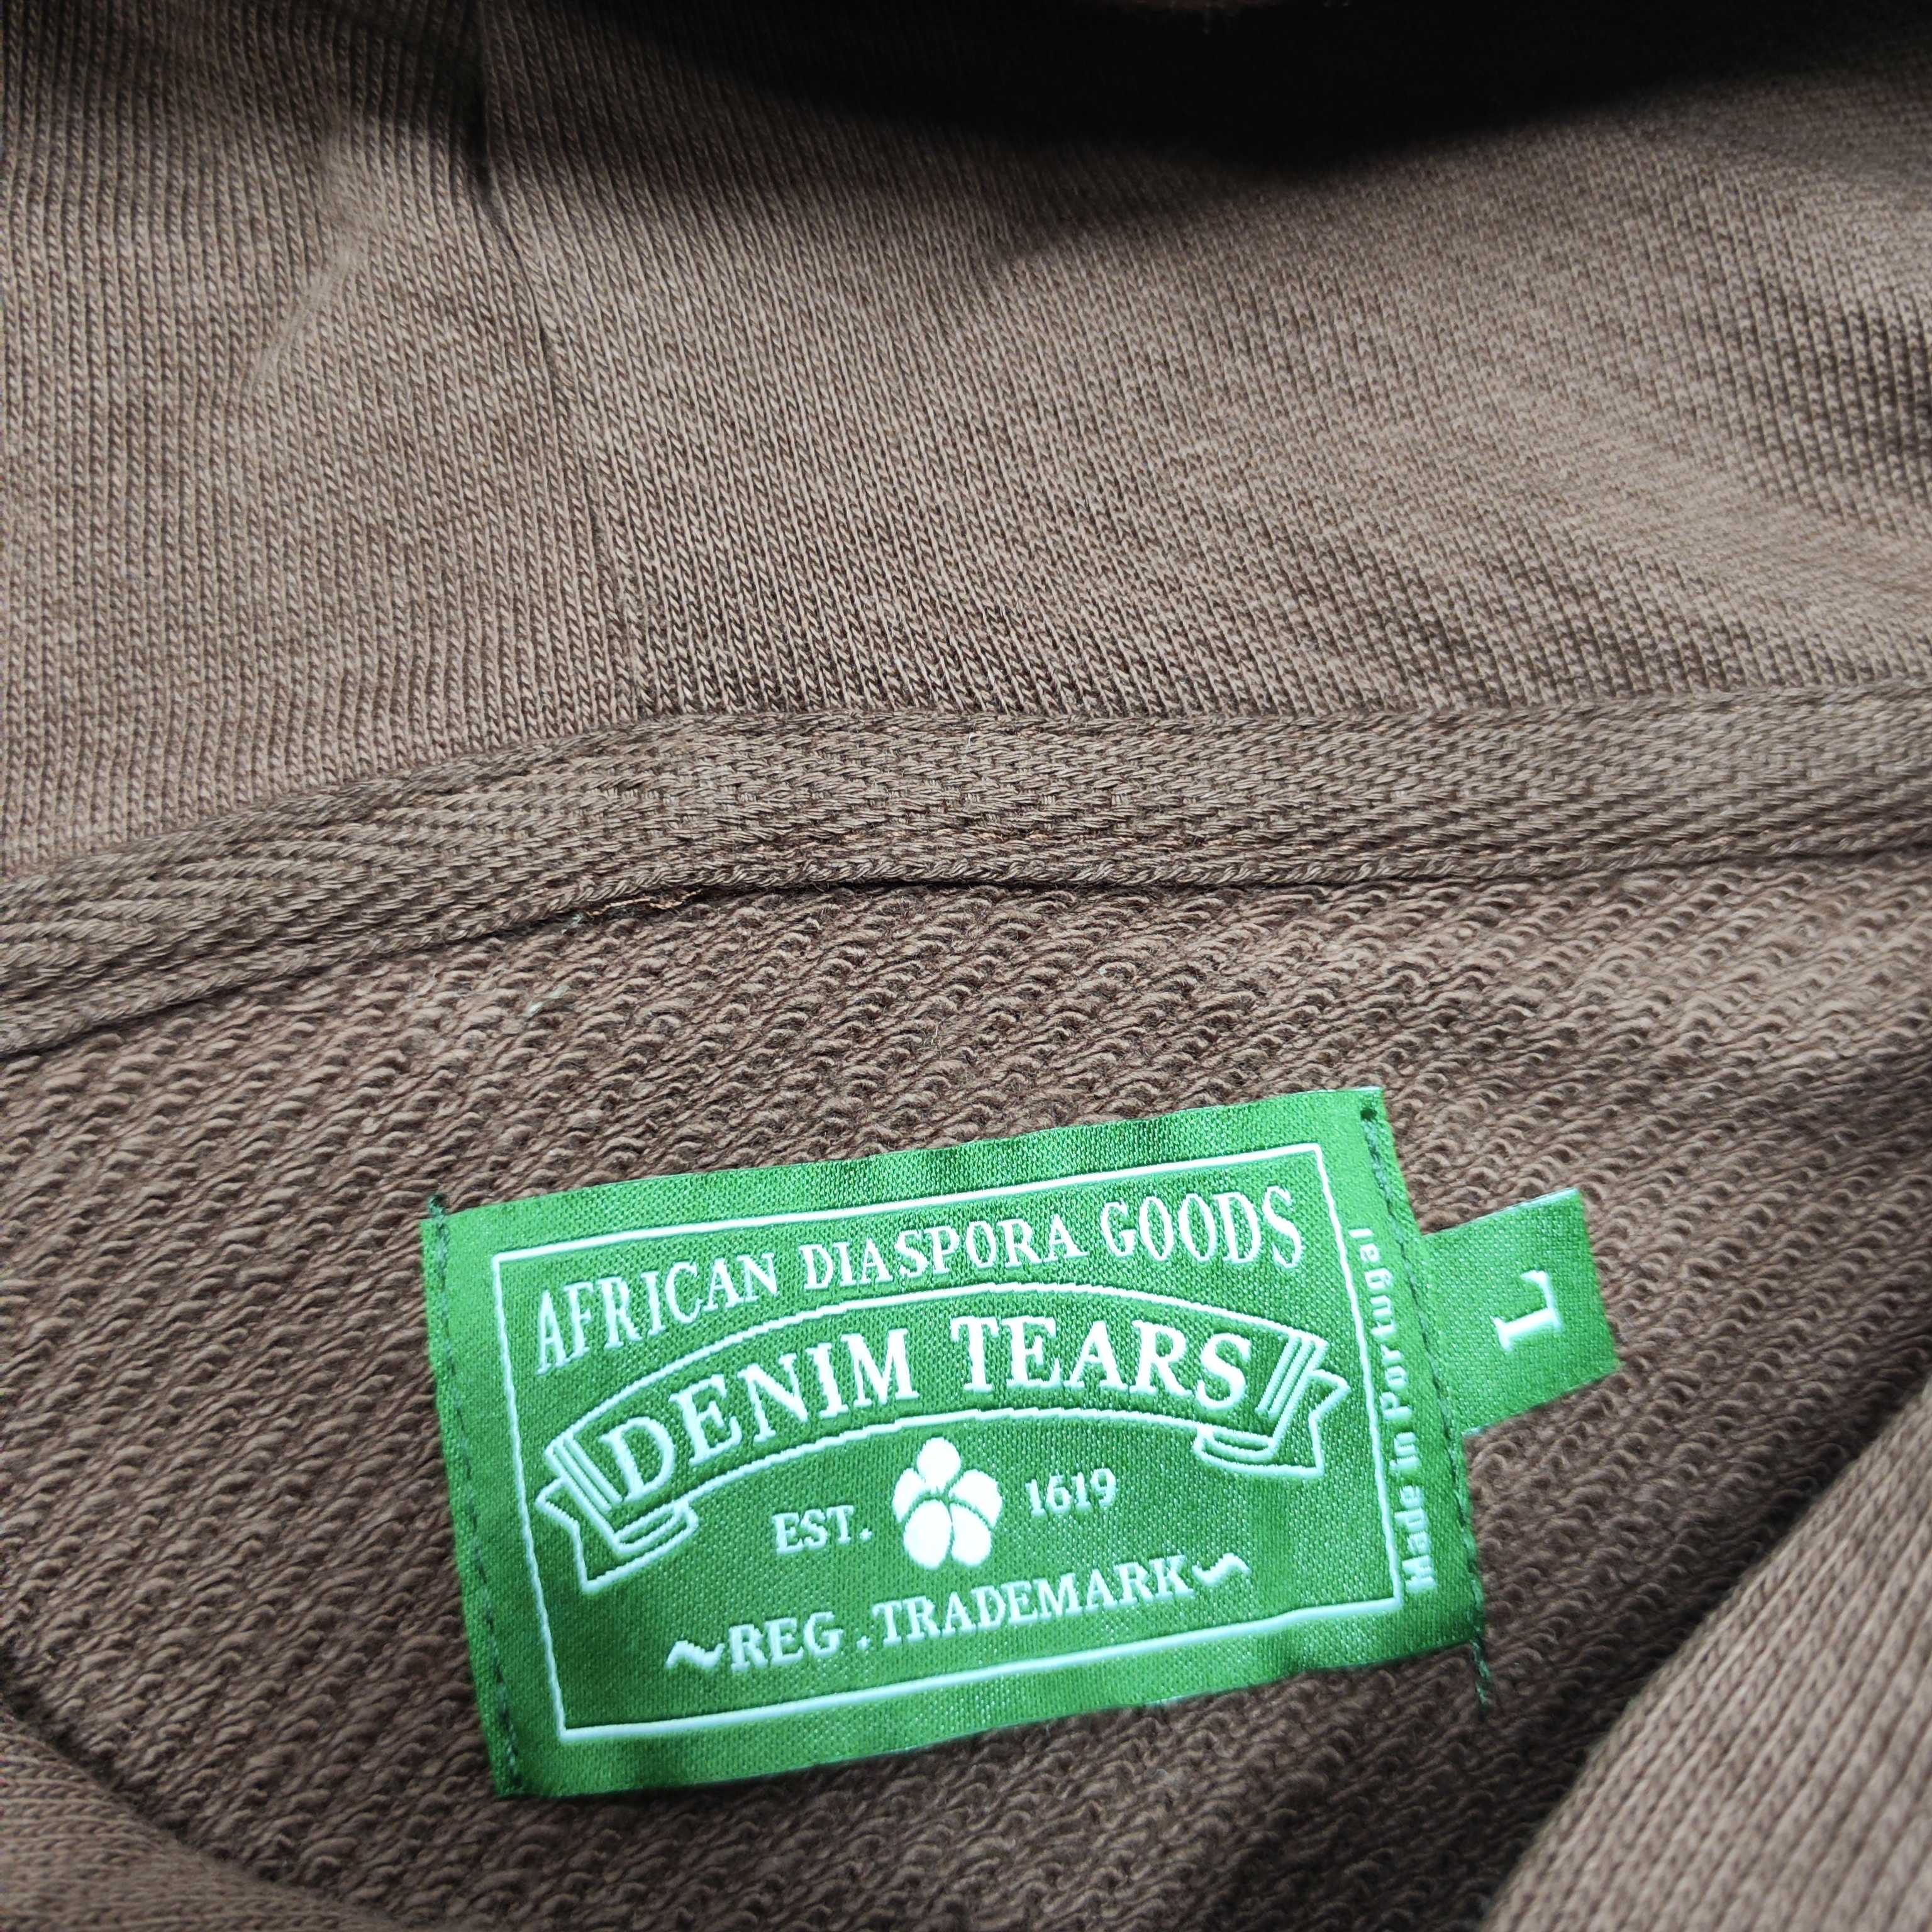 AFRICAN DIASPORA GOODS
DENIM TEARS
EST. 1619
~REG.TRADEMARK~
Made in Portugal
L